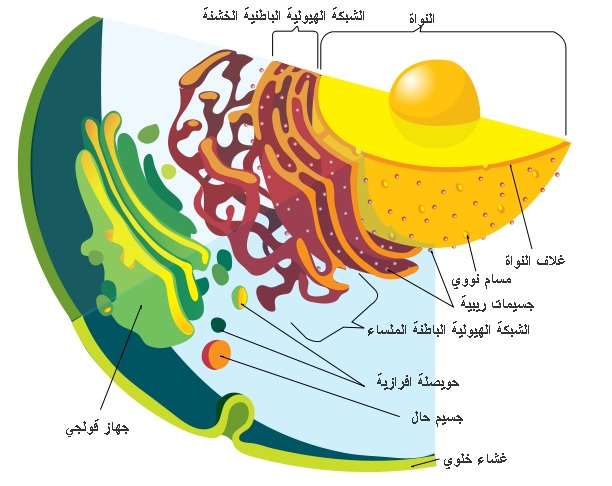 الشبكة الهيولية الباطنية الخشنة
النواة
غلاف النواة
مسام نووي
جسيمات ريبية
الشبكة الهيولية الباطنة الملساء
حويصلة افرازية
جسيم حال
جهاز قولجي
غشاء خلوي